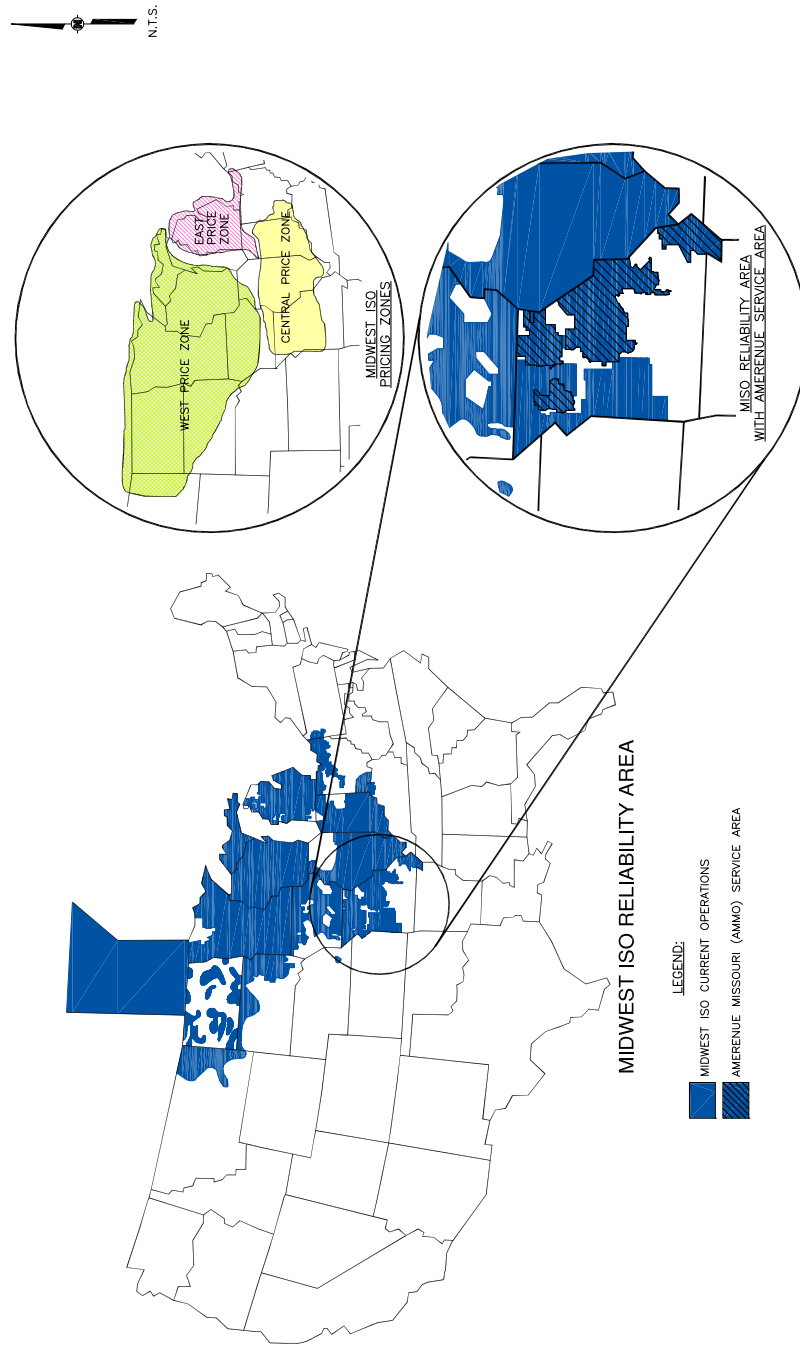 N
N.T.S.
WEST PRICE ZONE
EAST
PRICE
ZONE
CENTRAL PRICE ZONE
MIDWEST ISO
PRICING ZONES
MISO RELIABILITY AREA
WITH AMERENUE SERVICE AREA
MIDWEST ISO RELIABILITY AREA
LEGEND:
MIDWEST ISO CURRENT OPERATIONS
AMERENUE MISSOURI (AMMO) SERVICE AREA